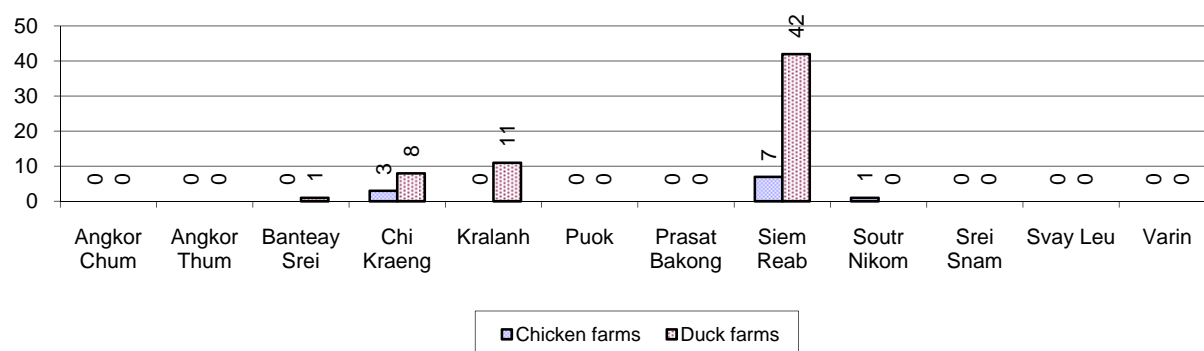 50
40
30
20
10
0
0 0 0 0 0 1 3 8 0 11 0 0 0 0 7 42 1 0 0 0 0 0 0 0
Angkor Chum
Angkor Thum
Banteay Srei
Chi Kraeng
Kralanh
Puok
Prasat Bakong
Siem Reab
Soutr Nikom
Srei Snam
Svay Leu
Varin
Chicken farms
Duck farms